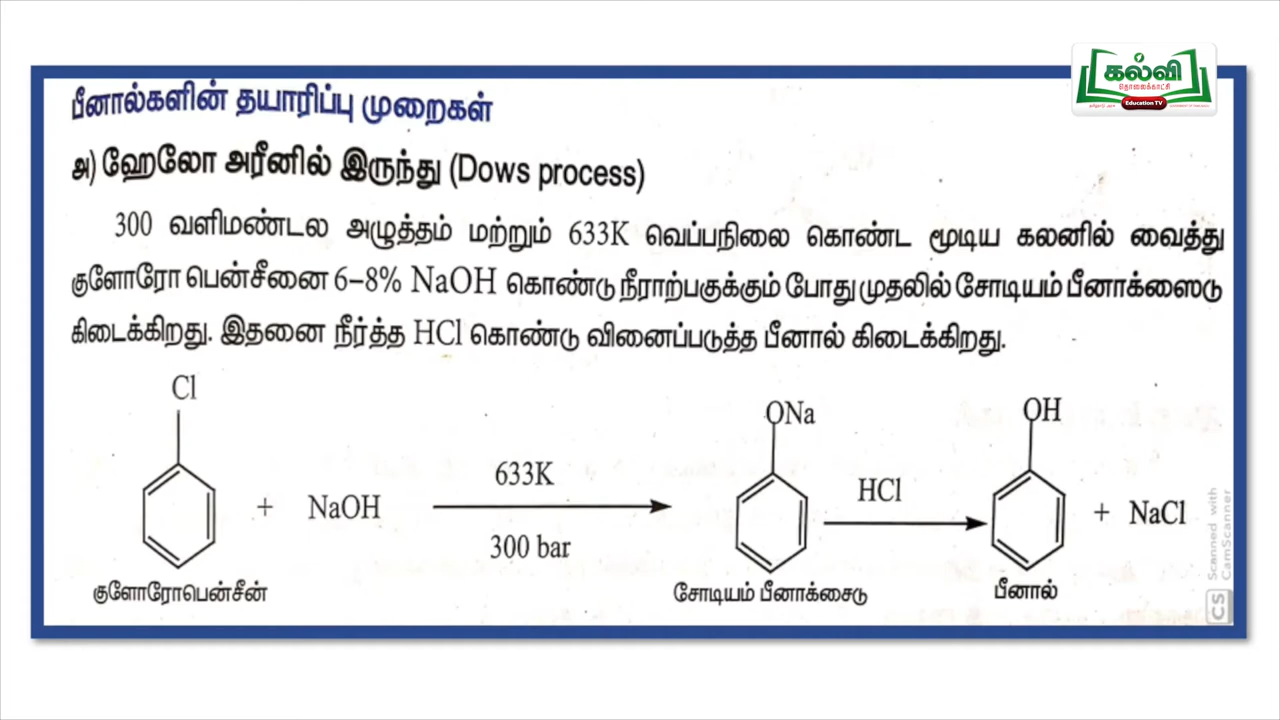 கல்வி
தொலைக்காட்சி
Education TV
பீனால்களின் தயாரிப்பு முறைகள்
அ) ஹேலோ அரீனில் இருந்து (Dows process)
300 வளிமண்டல அழுத்தம் மற்றும் 633K வெப்பநிலை கொண்ட மூடிய கலனில் வைத்து
குளோரோ பென்சீனை 6–8% NaOH கொண்டு நீராற்பகுக்கும் போது முதலில் சோடியம் பீனாக்ஸைடு
கிடைக்கிறது. இதனை நீர்த்த HCl கொண்டு வினைப்படுத்த பீனால் கிடைக்கிறது.
Cl ONa OH
633K HCl
+ NaOH + NaCl
300 bar
குளோரோபென்சீன் சோடியம் பீனாக்சைடு பீனால்
CS Scanned with
CamScanner